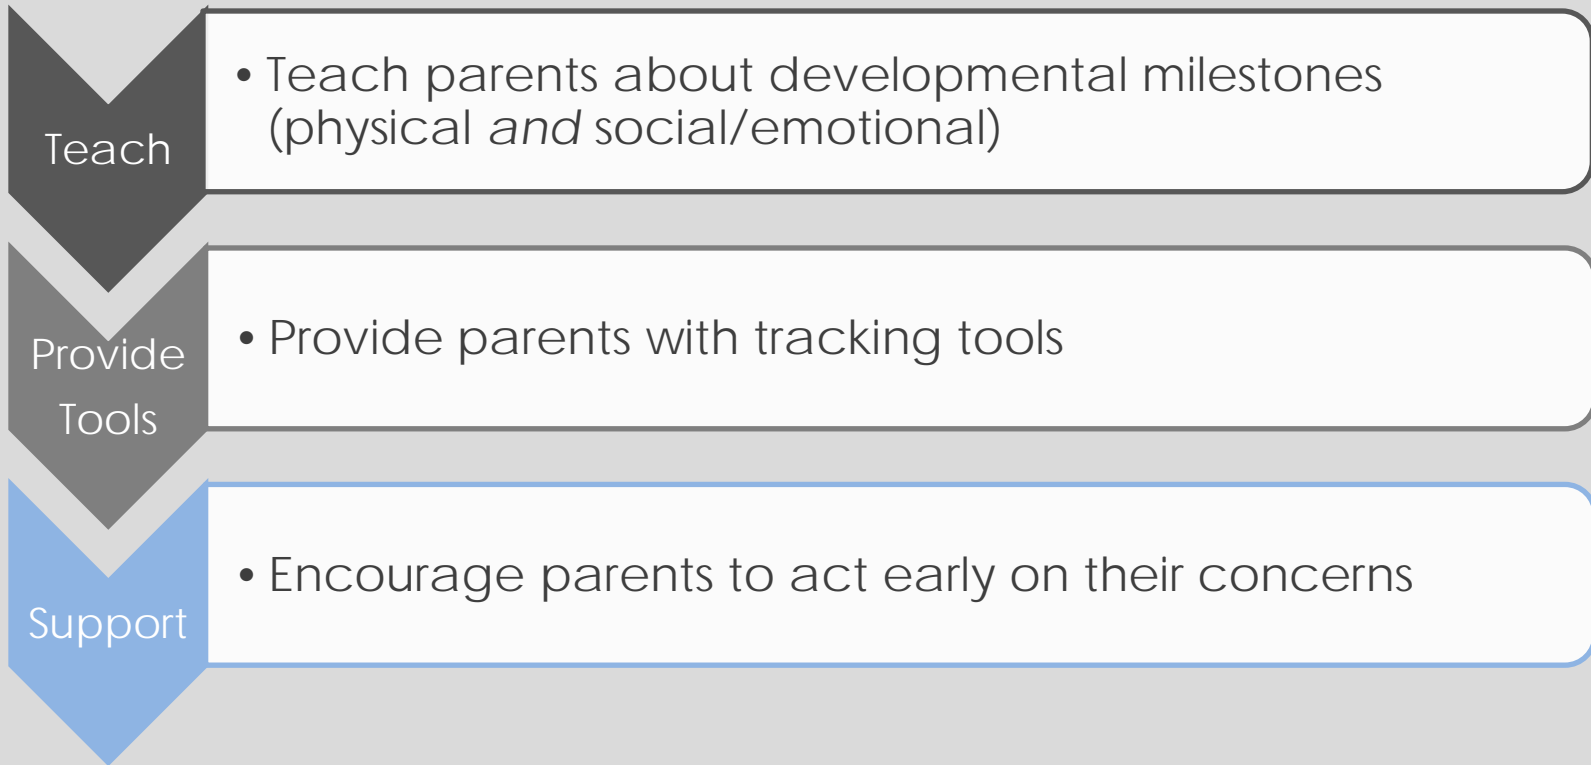 Teach
• Teach parents about developmental milestones
(physical and social/emotional)
Provide
Tools
• Provide parents with tracking tools
Support
• Encourage parents to act early on their concerns